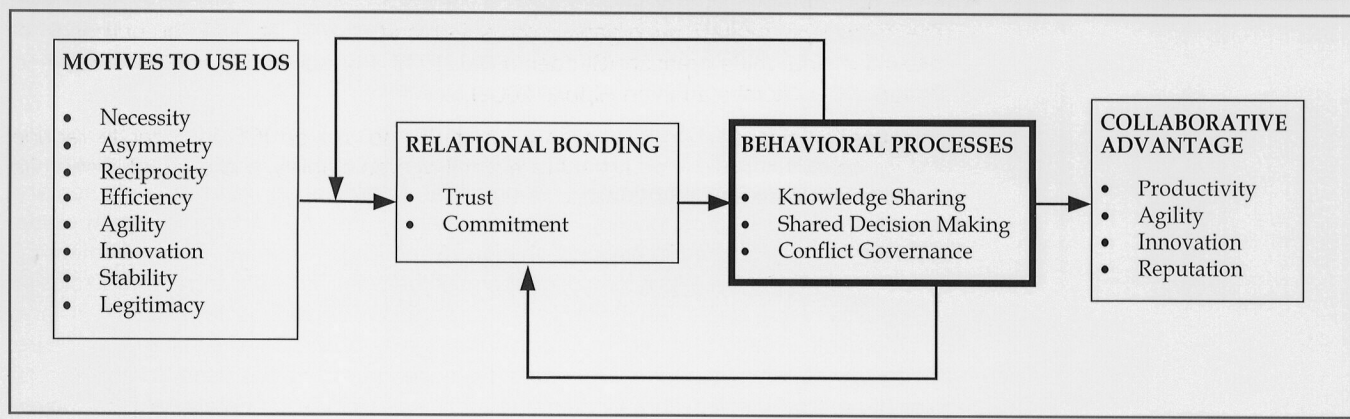 MOTIVES TO USE IOS
• Necessity
• Asymmetry
• Reciprocity
• Efficiency
• Agility
• Innovation
• Stability
• Legitimacy
RELATIONAL BONDING
• Trust
• Commitment
BEHAVIORAL PROCESSES
• Knowledge Sharing
• Shared Decision Making
• Conflict Governance
COLLABORATIVE
ADVANTAGE
• Productivity
• Agility
• Innovation
• Reputation